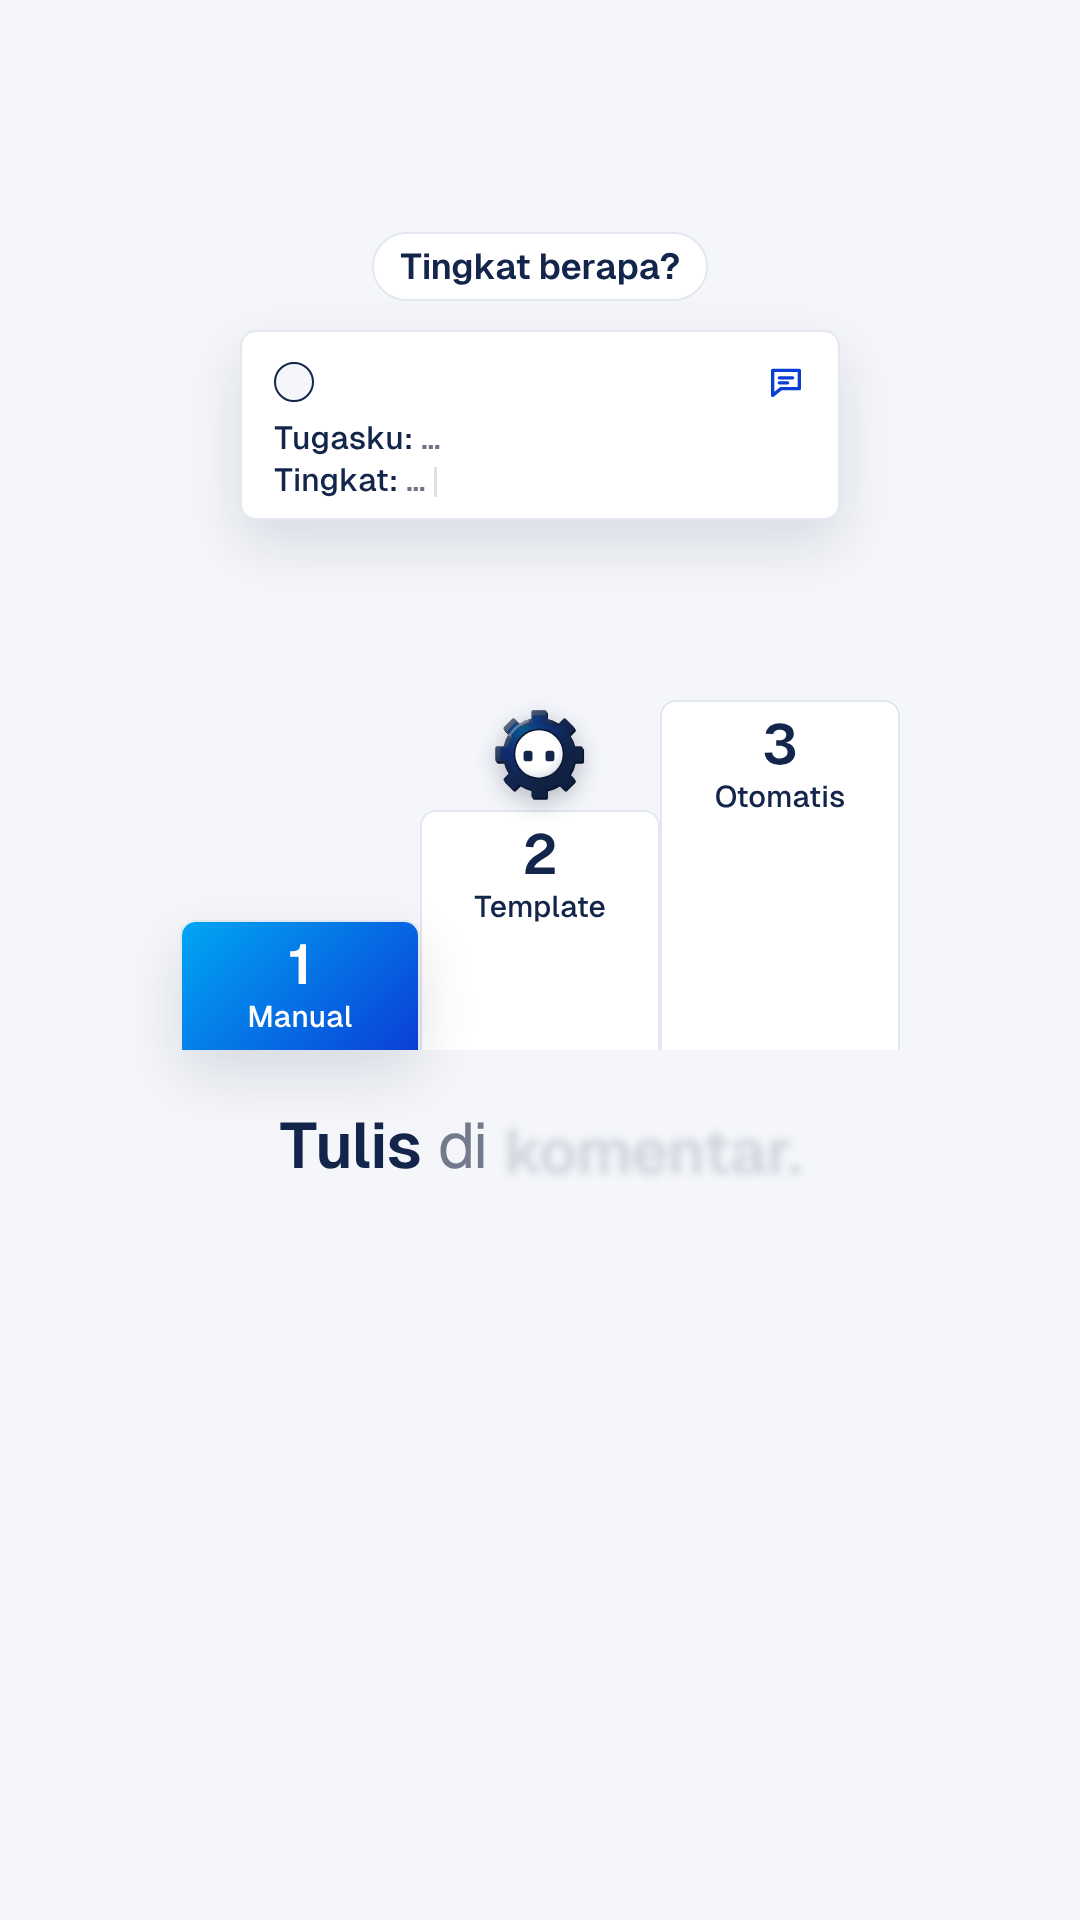 Tingkat berapa?
Tugasku: ...
Tingkat: ...
3
Otomatis
2
Template
1
Manual
Tulis di komentar.